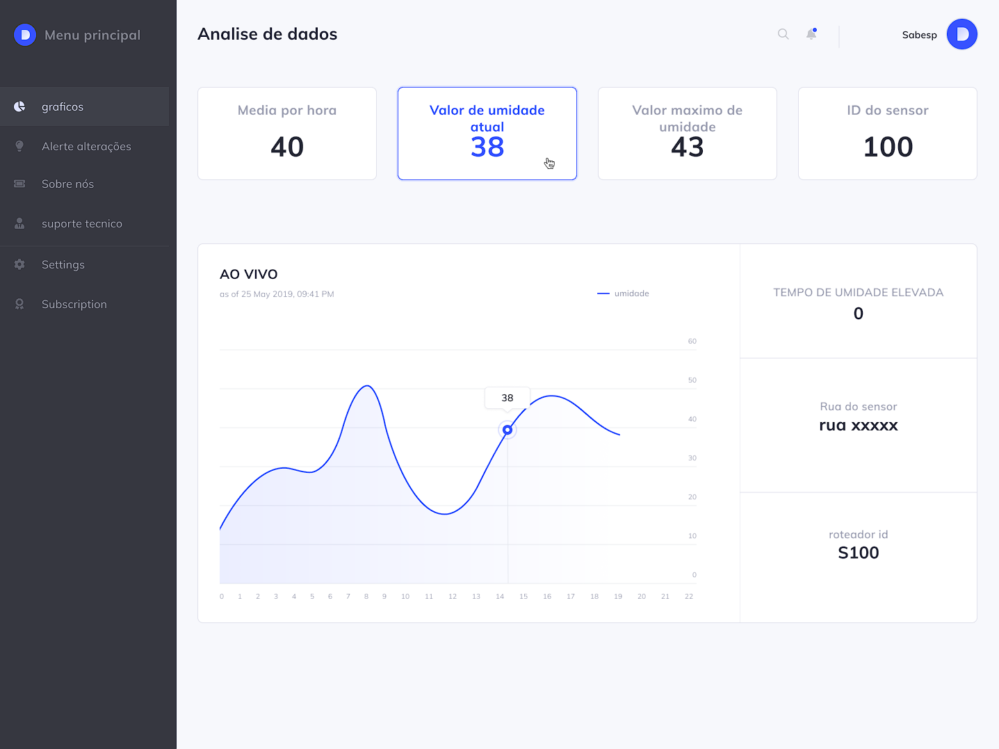 Menu principal
graficos
Alerte alterações
Sobre nós
suporte tecnico
Settings
Subscription
Analise de dados
Sabesp
Media por hora
40
Valor de umidade
atual
38
Valor maximo de
umidade
43
ID do sensor
100
AO VIVO
as of 25 May 2019, 09:41 PM
umidade
60
50
38
40
30
20
10
0
0 1 2 3 4 5 6 7 8 9 10 11 12 13 14 15 16 17 18 19 20 21 22
TEMPO DE UMIDADE ELEVADA
0
Rua do sensor
rua xxxxx
roteador id
S100